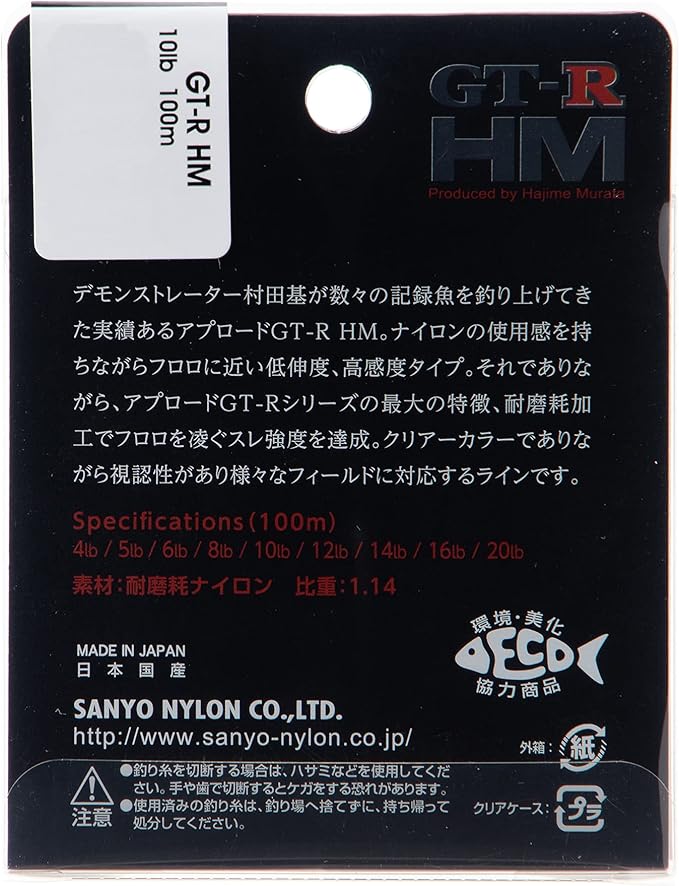 GT-R HM
10lb 100m
GT-R
HM
Produced by Hajime Murata
デモンストレーター村田基が数々の記録魚を釣り上げてき
た実績あるアプロードGT-R HM。ナイロンの使用感を持
ちながらフロロに近い低伸度、高感度タイプ。それでありな
がら、アプロードGT-Rシリーズの最大の特徴、耐磨耗加
工でフロロを凌ぐスレ強度を達成。クリアーカラーでありな
がら視認性があり様々なフィールドに対応するラインです。
Specifications(100m)
4lb / 5lb / 6lb / 8lb / 10lb / 12lb / 14lb / 16lb / 20lb
素材:耐磨耗ナイロン 比重:1.14
環境・美化
ECO
協力商品
MADE IN JAPAN
日本国産
SANYO NYLON CO.,LTD.
http://www.sanyo-nylon.co.jp/
外箱: 紙
注意
●釣り糸を切断する場合は、ハサミなどを使用してくだ
さい。手や歯で切断するとケガをする恐れがあります。
●使用済みの釣り糸は、釣り場へ捨てずに、持ち帰って
処分してください。
クリアケース: プラ